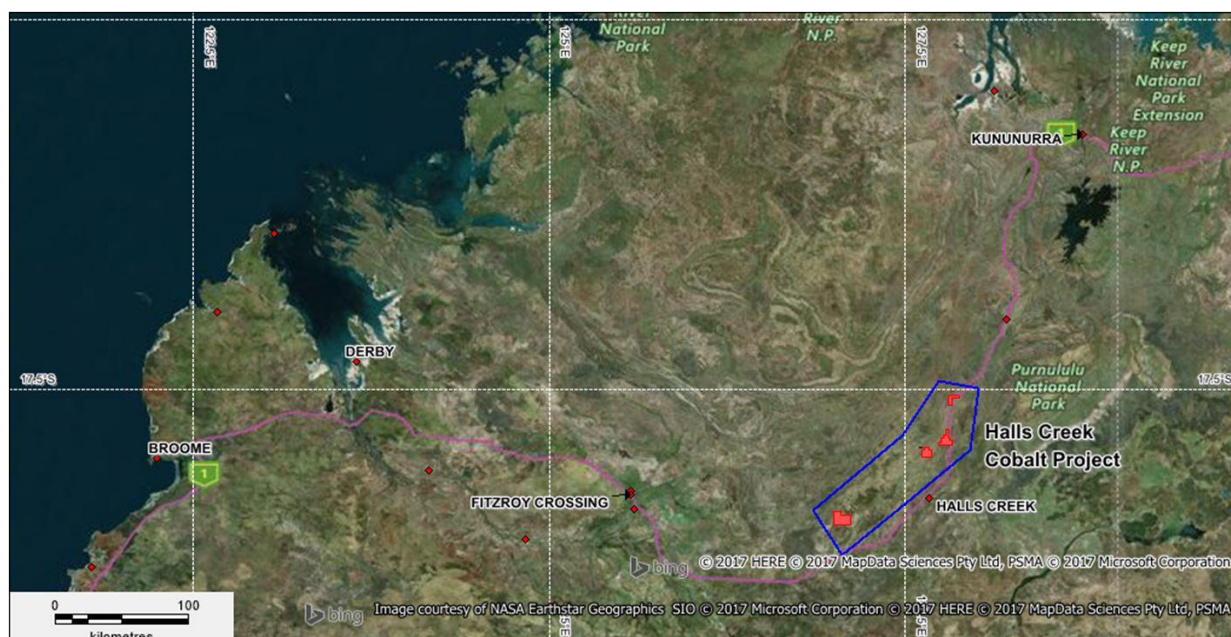 River
National
Park
River
N.P.
122.5°E
125°E
127.5°E
Keep
River
National
Park
Extension
KUNUNURRA
1
Keep
River
N.P.
DERBY
17.5°S
17.5°S
Purnululu
National
Park
BROOME
1
Halls Creek
Cobalt Project
FITZROY CROSSING
HALLS CREEK
bing
© 2017 HERE © 2017 MapData Sciences Pty Ltd, PSMA © 2017 Microsoft Corporation
0 100
kilometres
bing
Image courtesy of NASA Earthstar Geographics SIO © 2017 Microsoft Corporation © 2017 HERE © 2017 MapData Sciences Pty Ltd, PSMA